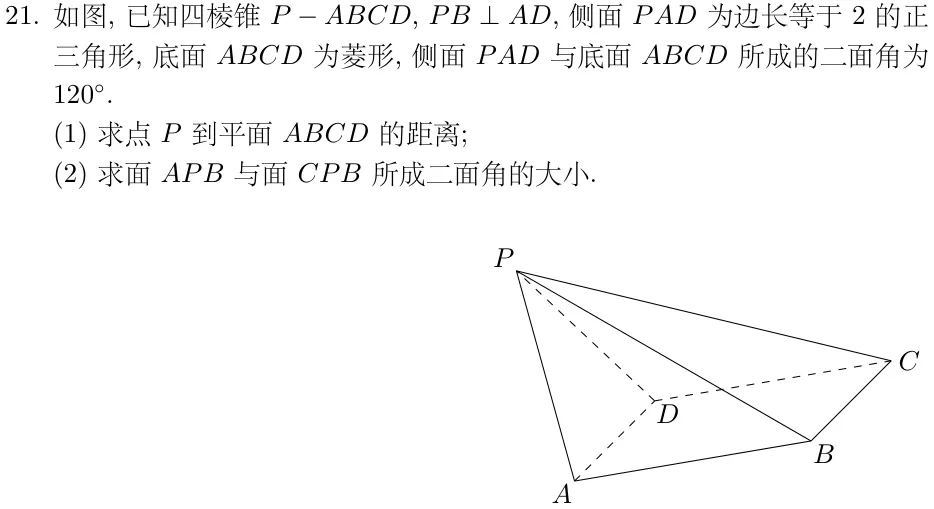 21. 如图, 已知四棱锥 P − ABCD, PB ⊥ AD, 侧面 PAD 为边长等于 2 的正
三角形, 底面 ABCD 为菱形, 侧面 PAD 与底面 ABCD 所成的二面角为
120°.
(1) 求点 P 到平面 ABCD 的距离;
(2) 求面 APB 与面 CPB 所成二面角的大小.
P
C
D
B
A